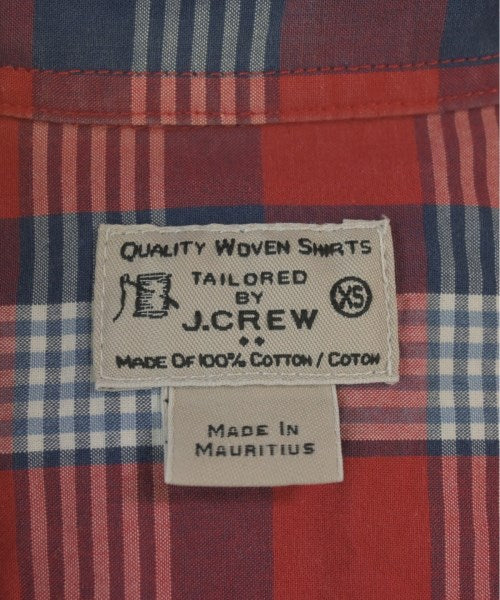 QUALITY WOVEN SHIRTS
TAILORED
BY
XS
J.CREW
MADE OF 100% COTTON / COTON
MADE IN
MAURITIUS